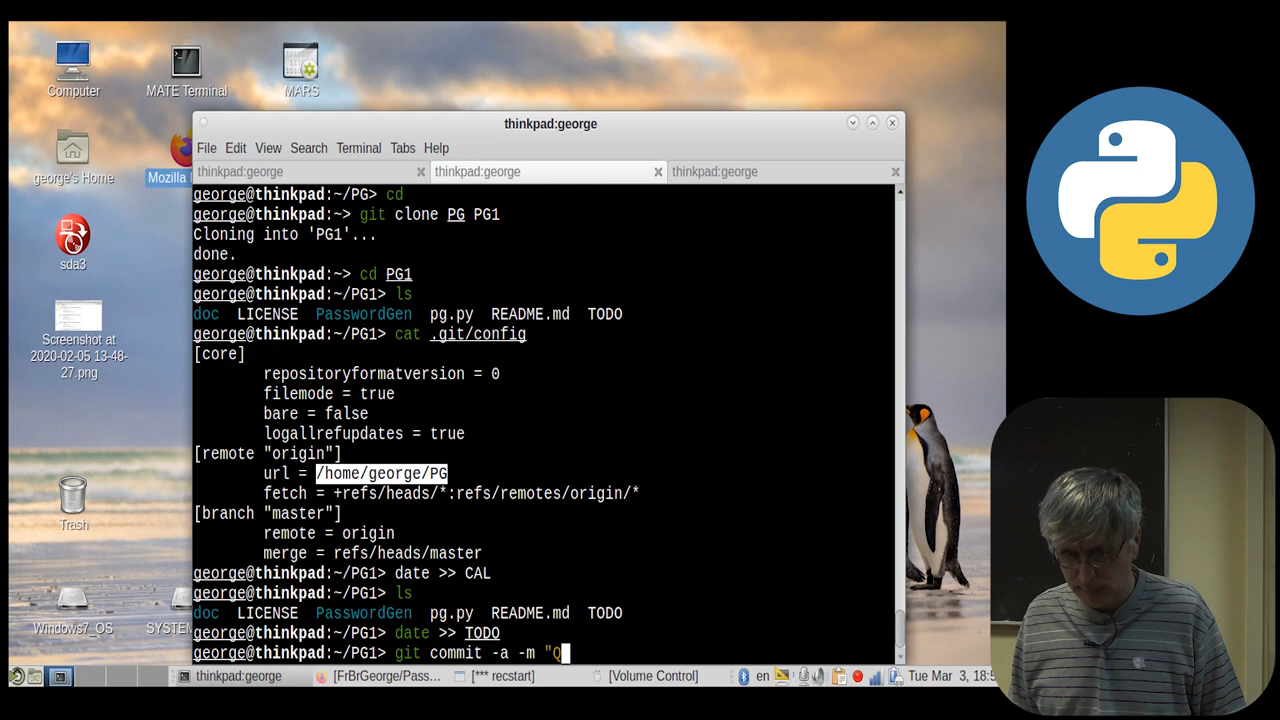 Computer
MATE Terminal
MARS
george's Home
Mozilla
sda3
Screenshot at
2020-02-05 13-48-
27.png
Trash
Windows7_OS
thinkpad:george
File Edit View Search Terminal Tabs Help
thinkpad:george thinkpad:george thinkpad:george
george@thinkpad:~/PG> cd
george@thinkpad:~> git clone PG PG1
Cloning into 'PG1'...
done.
george@thinkpad:~> cd PG1
george@thinkpad:~/PG1> ls
doc LICENSE PasswordGen pg.py README.md TODO
george@thinkpad:~/PG1> cat .git/config
[core]
repositoryformatversion = 0
filemode = true
bare = false
logallrefupdates = true
[remote "origin"]
url = /home/george/PG
fetch = +refs/heads/*:refs/remotes/origin/*
[branch "master"]
remote = origin
merge = refs/heads/master
george@thinkpad:~/PG1> date >> CAL
george@thinkpad:~/PG1> ls
doc LICENSE PasswordGen pg.py README.md TODO
george@thinkpad:~/PG1> date >> TODO
george@thinkpad:~/PG1> git commit -a -m "Q
thinkpad:george [FrBrGeorge/Pass... [*** recstart] [Volume Control] en Tue Mar 3, 18:5